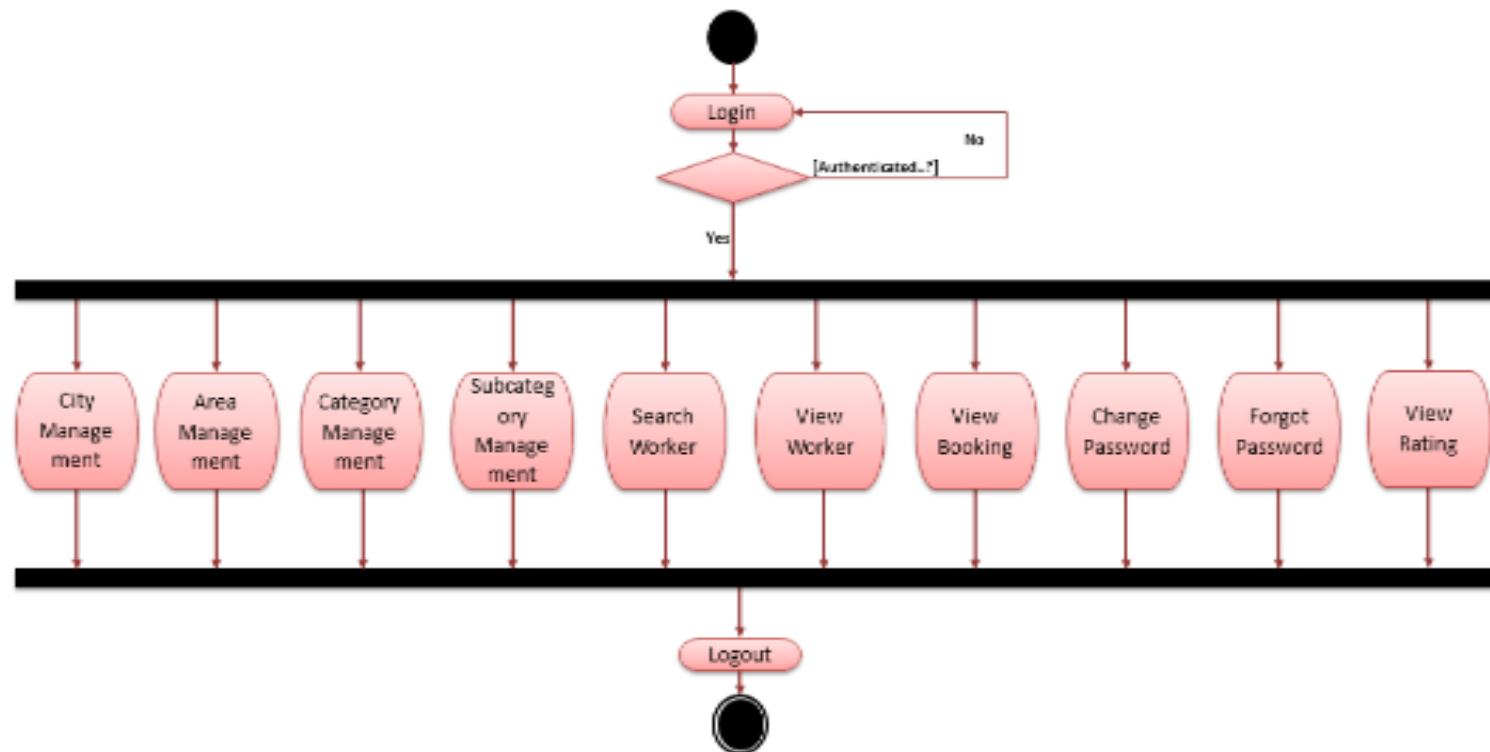 Login
No
[Authenticated..?]
Yes
City
Manage
ment
Area
Manage
ment
Category
Manage
ment
Subcateg
ory
Manage
ment
Search
Worker
View
Worker
View
Booking
Change
Password
Forgot
Password
View
Rating
Logout